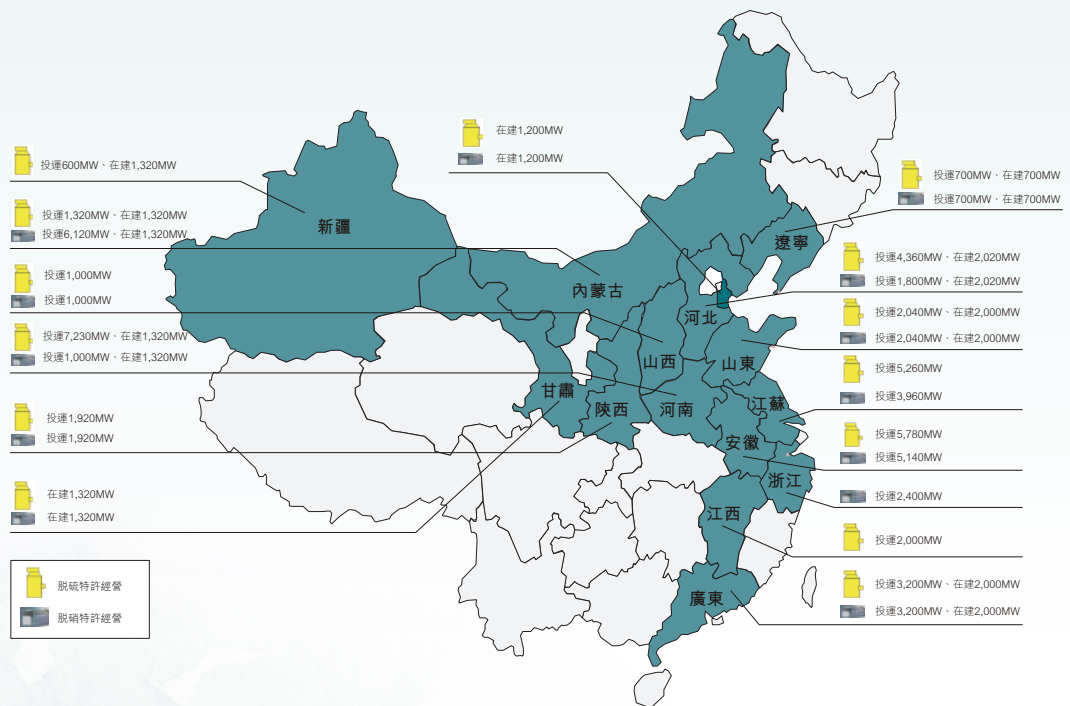 在建1,200MW
在建1,200MW
投運600MW、在建1,320MW
投運1,320MW、在建1,320MW
投運6,120MW、在建1,320MW
投運1,000MW
投運1,000MW
投運7,230MW、在建1,320MW
投運1,000MW、在建1,320MW
投運1,920MW
投運1,920MW
在建1,320MW
在建1,320MW
脱硫特許經營
脱硝特許經營
新疆
內蒙古
遼寧
河北
山西
山東
甘肅
陝西
河南
江蘇
安徽
浙江
江西
廣東
投運700MW、在建700MW
投運700MW、在建700MW
投運4,360MW、在建2,020MW
投運1,800MW、在建2,020MW
投運2,040MW、在建2,000MW
投運2,040MW、在建2,000MW
投運5,260MW
投運3,960MW
投運5,780MW
投運5,140MW
投運2,400MW
投運2,000MW
投運3,200MW、在建2,000MW
投運3,200MW、在建2,000MW